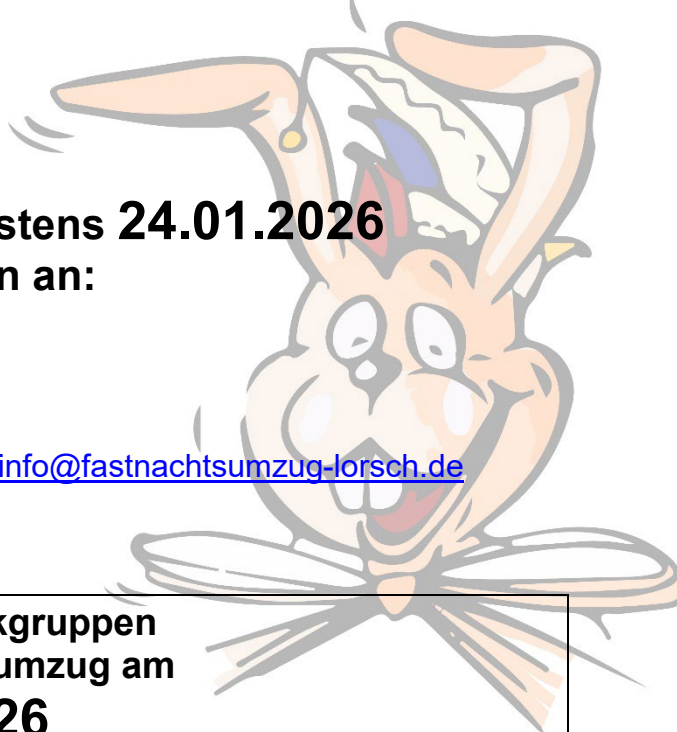 stens 24.01.2026
n an:
info@fastnachtsumzug-lorsch.de
kgruppen
umzug am
26